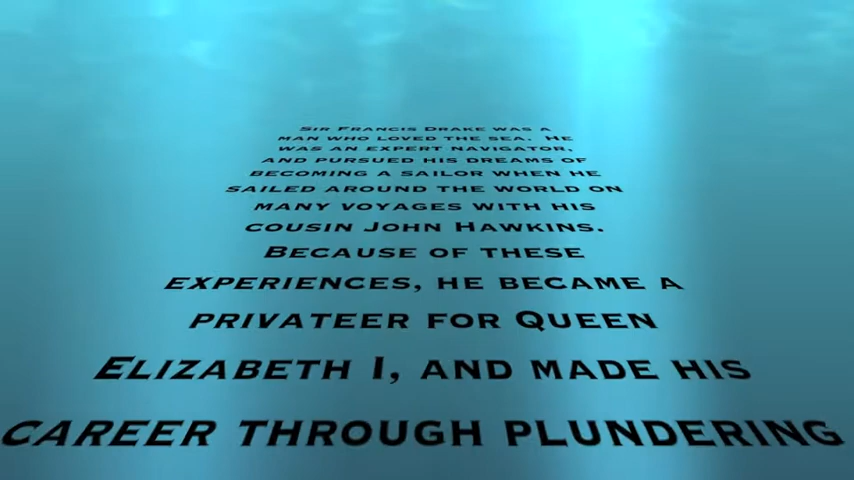 Sir Francis Drake was a
man who loved the sea. He
was an expert navigator,
and pursued his dreams of
becoming a sailor when he
sailed around the world on
many voyages with his
cousin John Hawkins.
Because of these
experiences, he became a
privateer for Queen
Elizabeth I, and made his
career through plundering